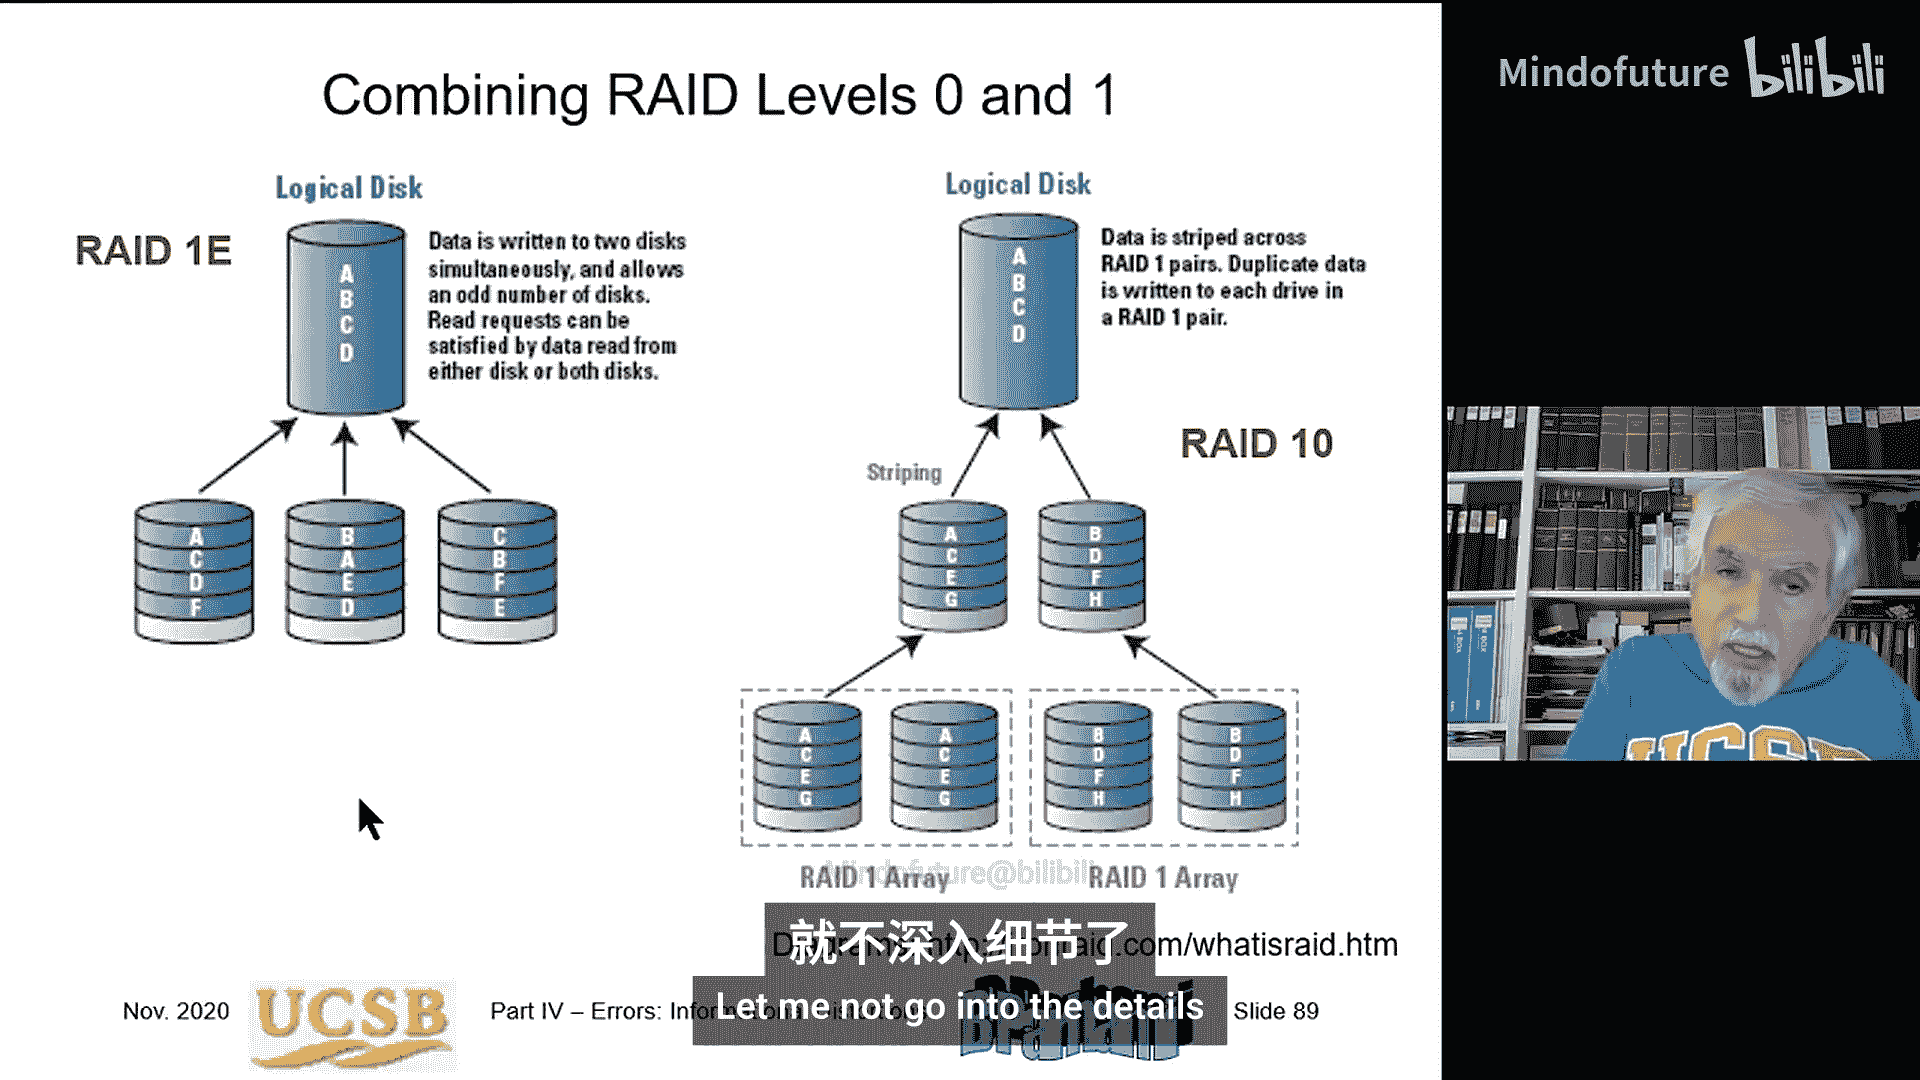 Combining RAID Levels 0 and 1
Mindofuture bilibili
Logical Disk
RAID 1E
A
B
C
D
Data is written to two disks
simultaneously, and allows
an odd number of disks.
Read requests can be
satisfied by data read from
either disk or both disks.
A
C
D
F
B
A
E
D
C
B
F
E
Logical Disk
A
B
C
D
Data is striped across
RAID 1 pairs. Duplicate data
is written to each drive in
a RAID 1 pair.
RAID 10
Striping
A
C
E
G
B
D
F
H
A
C
E
G
A
C
E
G
B
D
F
H
B
D
F
H
RAID 1 Array
RAID 1 Array
Mindofuture@bilibili
.com/whatisraid.htm
就不深入细节了
Let me not go into the details
Nov. 2020
UCSB
Part IV – Errors:
Slide 89
UCSB